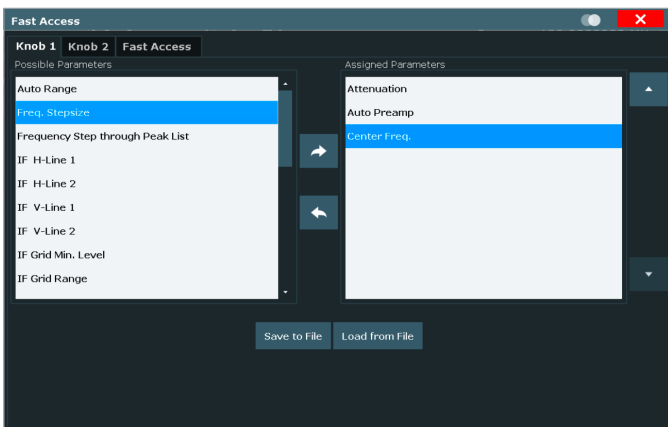 Fast Access
Knob 1 Knob 2 Fast Access
Possible Parameters
Auto Range
Freq. Stepsize
Frequency Step through Peak List
IF H-Line 1
IF H-Line 2
IF V-Line 1
IF V-Line 2
IF Grid Min. Level
IF Grid Range
Assigned Parameters
Attenuation
Auto Preamp
Center Freq.
Save to File Load from File